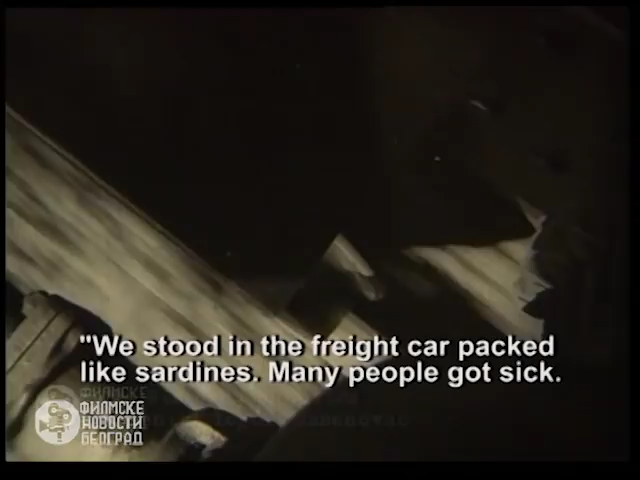 "We stood in the freight car packed
like sardines. Many people got sick.
ФИЛМСКЕ
НОВОСТИ
БЕОГРАД